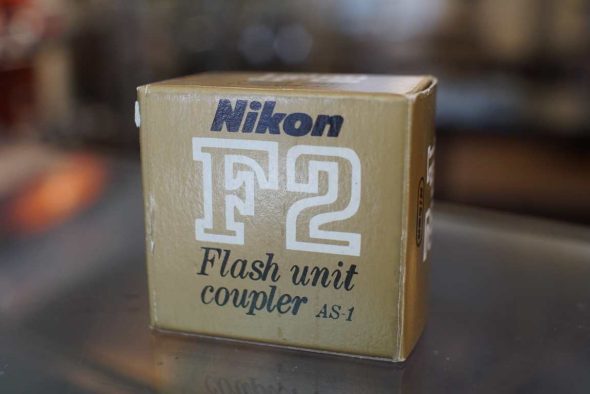 Nikon
F2
Flash unit
coupler AS-1